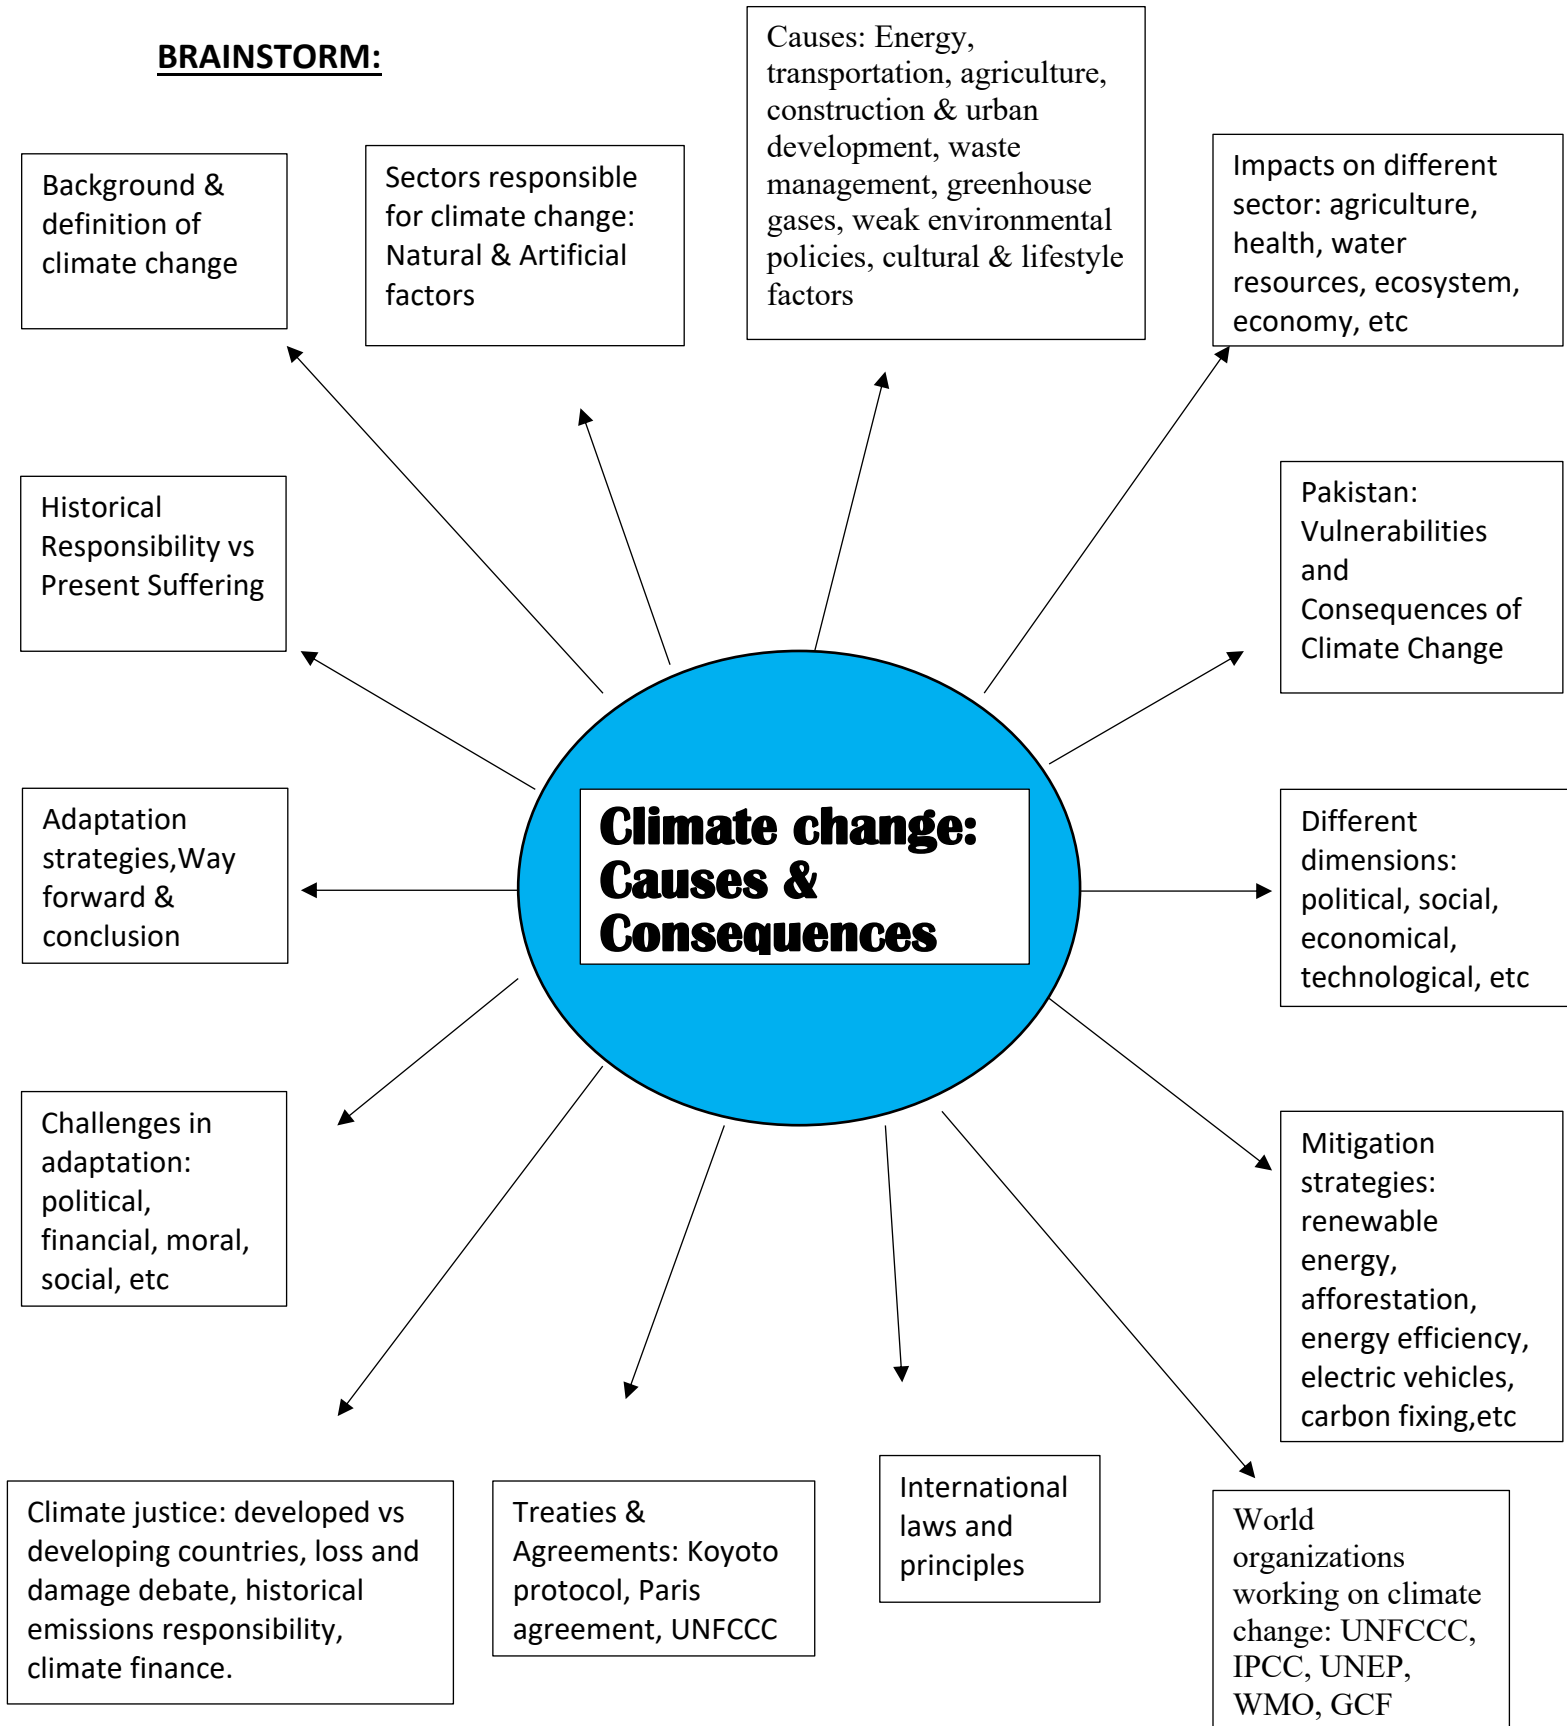 BRAINSTORM:
Causes: Energy,
transportation, agriculture,
construction & urban
development, waste
management, greenhouse
gases, weak environmental
policies, cultural & lifestyle
factors
Background &
definition of
climate change
Sectors responsible
for climate change:
Natural & Artificial
factors
Impacts on different
sector: agriculture,
health, water
resources, ecosystem,
economy, etc
Historical
Responsibility vs
Present Suffering
Pakistan:
Vulnerabilities
and
Consequences of
Climate Change
Adaptation
strategies,Way
forward &
conclusion
Climate change:
Causes &
Consequences
Different
dimensions:
political, social,
economical,
technological, etc
Challenges in
adaptation:
political,
financial, moral,
social, etc
Mitigation
strategies:
renewable
energy,
afforestation,
energy efficiency,
electric vehicles,
carbon fixing,etc
Climate justice: developed vs
developing countries, loss and
damage debate, historical
emissions responsibility,
climate finance.
Treaties &
Agreements: Koyoto
protocol, Paris
agreement, UNFCCC
International
laws and
principles
World
organizations
working on climate
change: UNFCCC,
IPCC, UNEP,
WMO, GCF